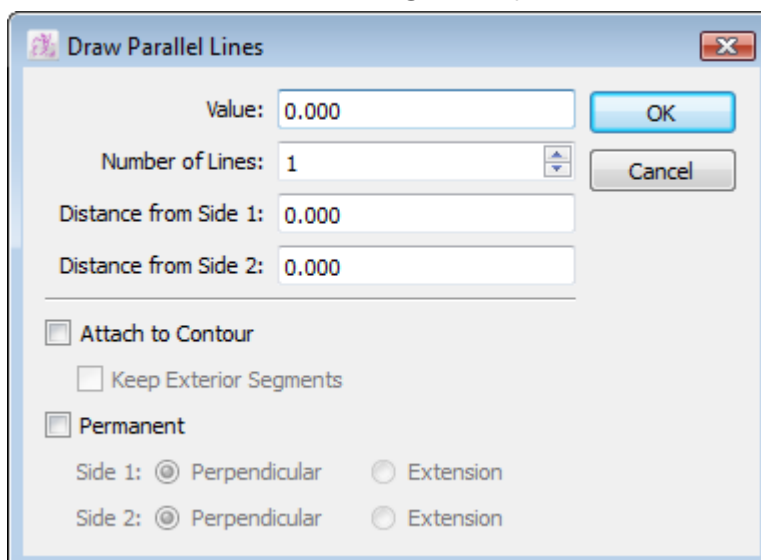 Draw Parallel Lines
Value: 0.000
OK
Number of Lines: 1
Cancel
Distance from Side 1: 0.000
Distance from Side 2: 0.000
Attach to Contour
Keep Exterior Segments
Permanent
Side 1: Perpendicular Extension
Side 2: Perpendicular Extension